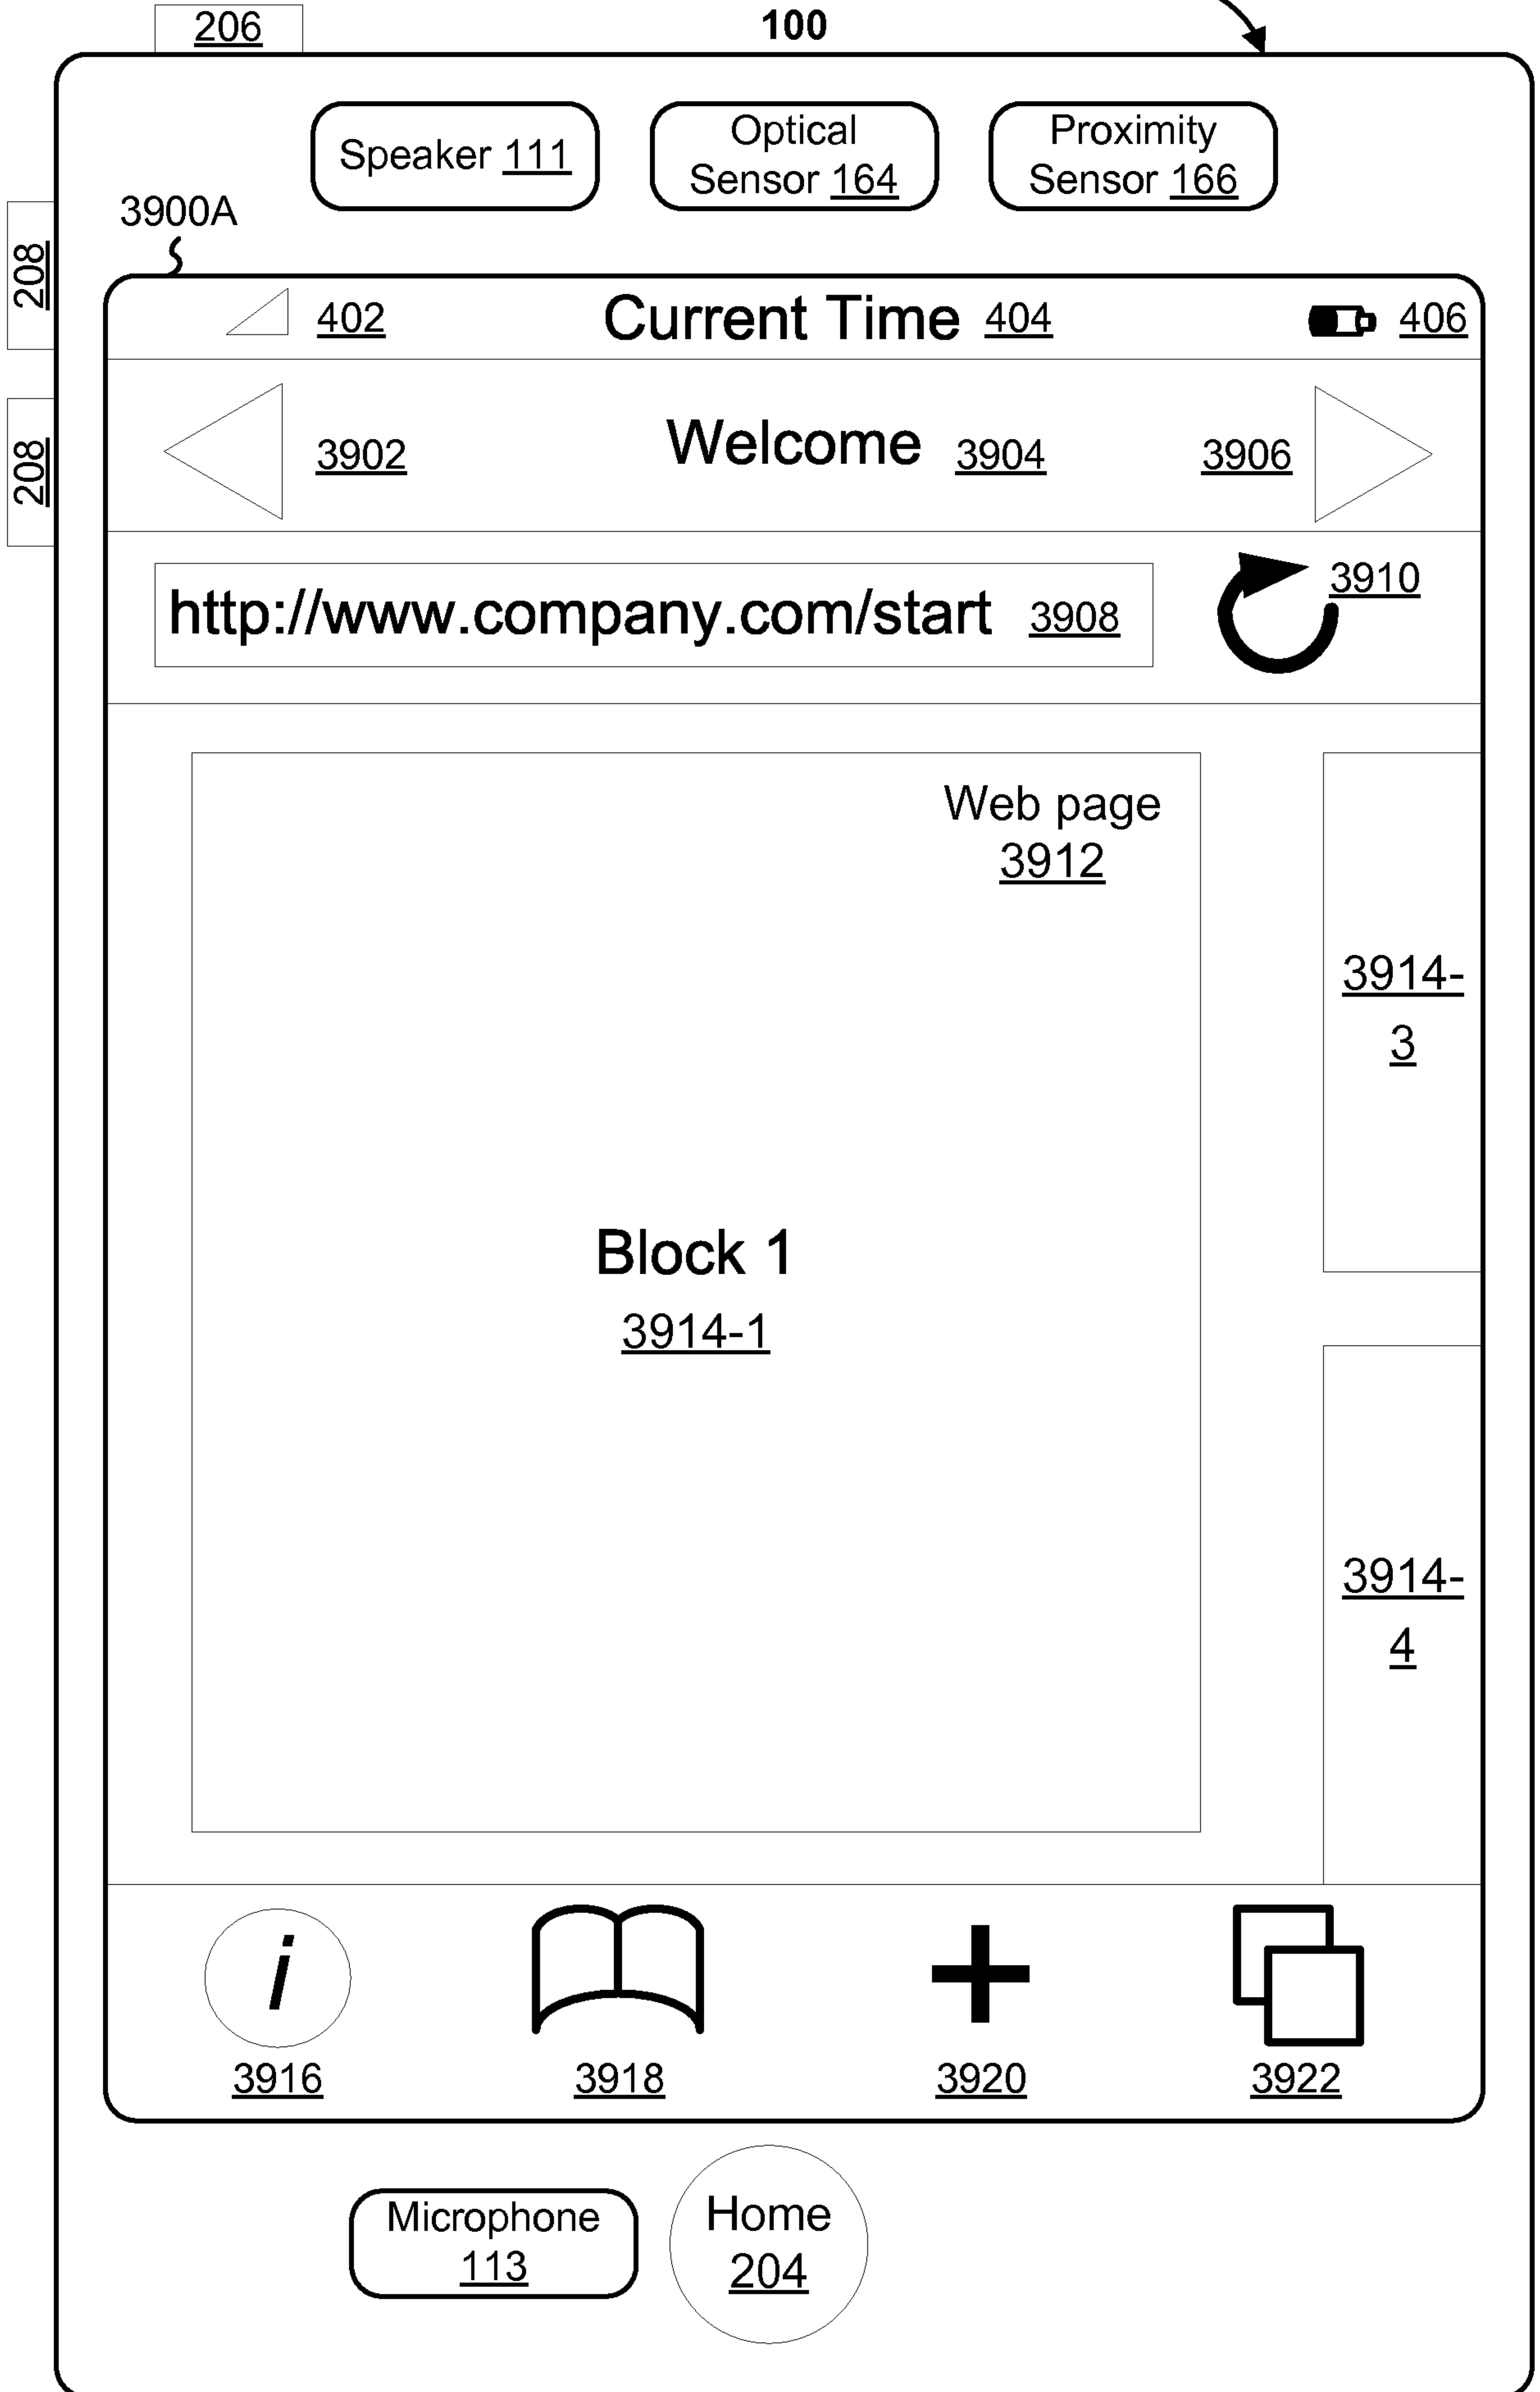 206
100
Speaker 111
Optical
Sensor 164
Proximity
Sensor 166
3900A
208
402
Current Time 404
406
208
3902
Welcome 3904
3906
http://www.company.com/start 3908
3910
Web page
3912
3914-
3
Block 1
3914-1
3914-
4
i
3916
3918
3920
3922
Microphone
113
Home
204